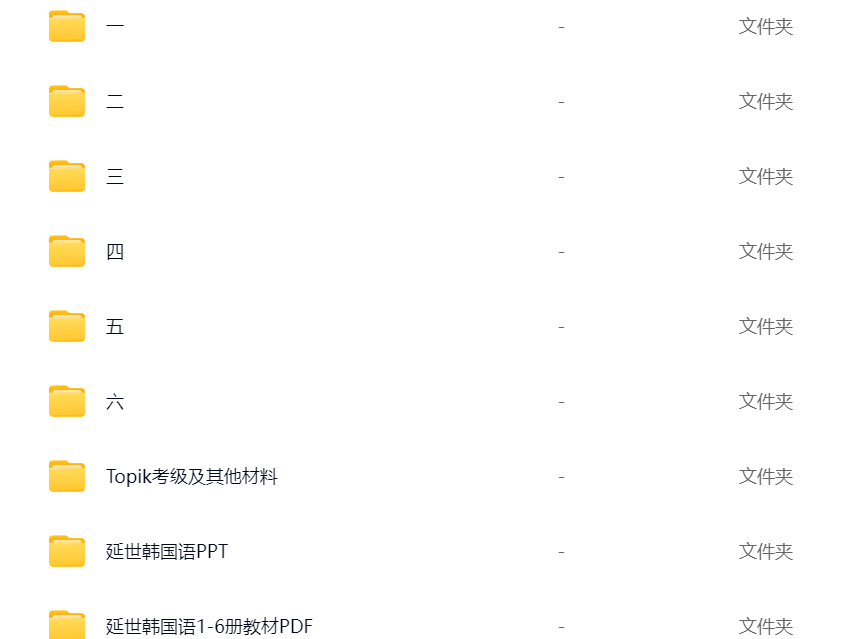 一 - 文件夹
二 - 文件夹
三 - 文件夹
四 - 文件夹
五 - 文件夹
六 - 文件夹
Topik考级及其他材料 - 文件夹
延世韩国语PPT - 文件夹
延世韩国语1-6册教材PDF - 文件夹